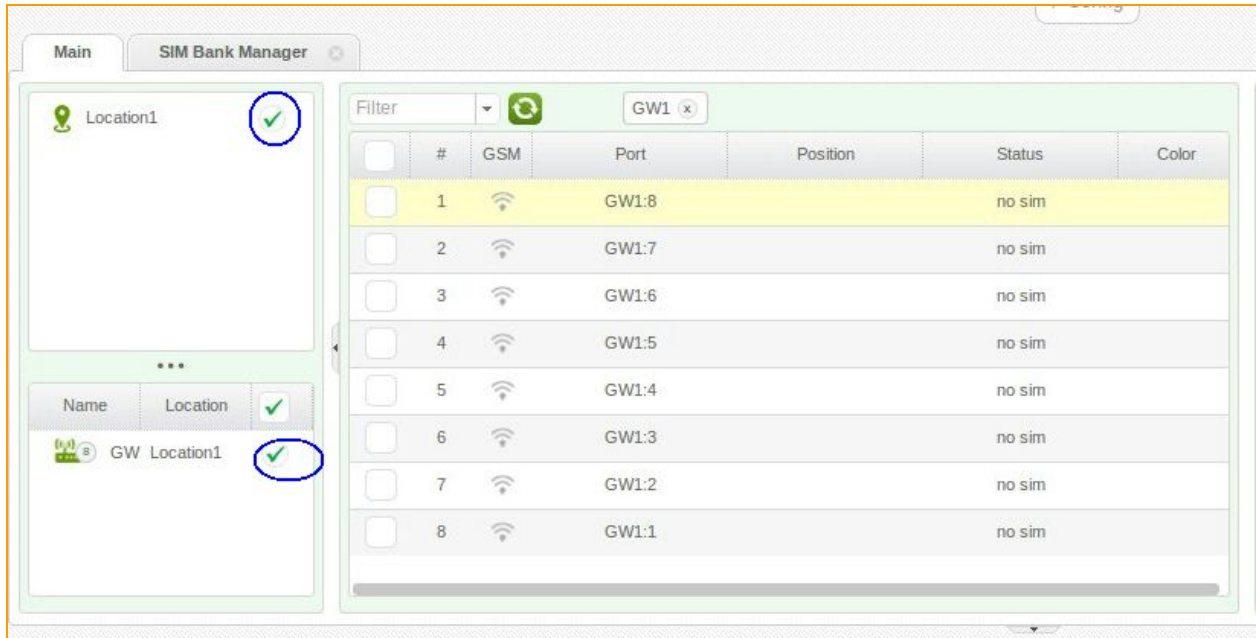 Main SIM Bank Manager
Location1
Name Location
8 GW Location1
Filter GW1 x
# GSM Port Position Status Color
1 GW1:8 no sim
2 GW1:7 no sim
3 GW1:6 no sim
4 GW1:5 no sim
5 GW1:4 no sim
6 GW1:3 no sim
7 GW1:2 no sim
8 GW1:1 no sim